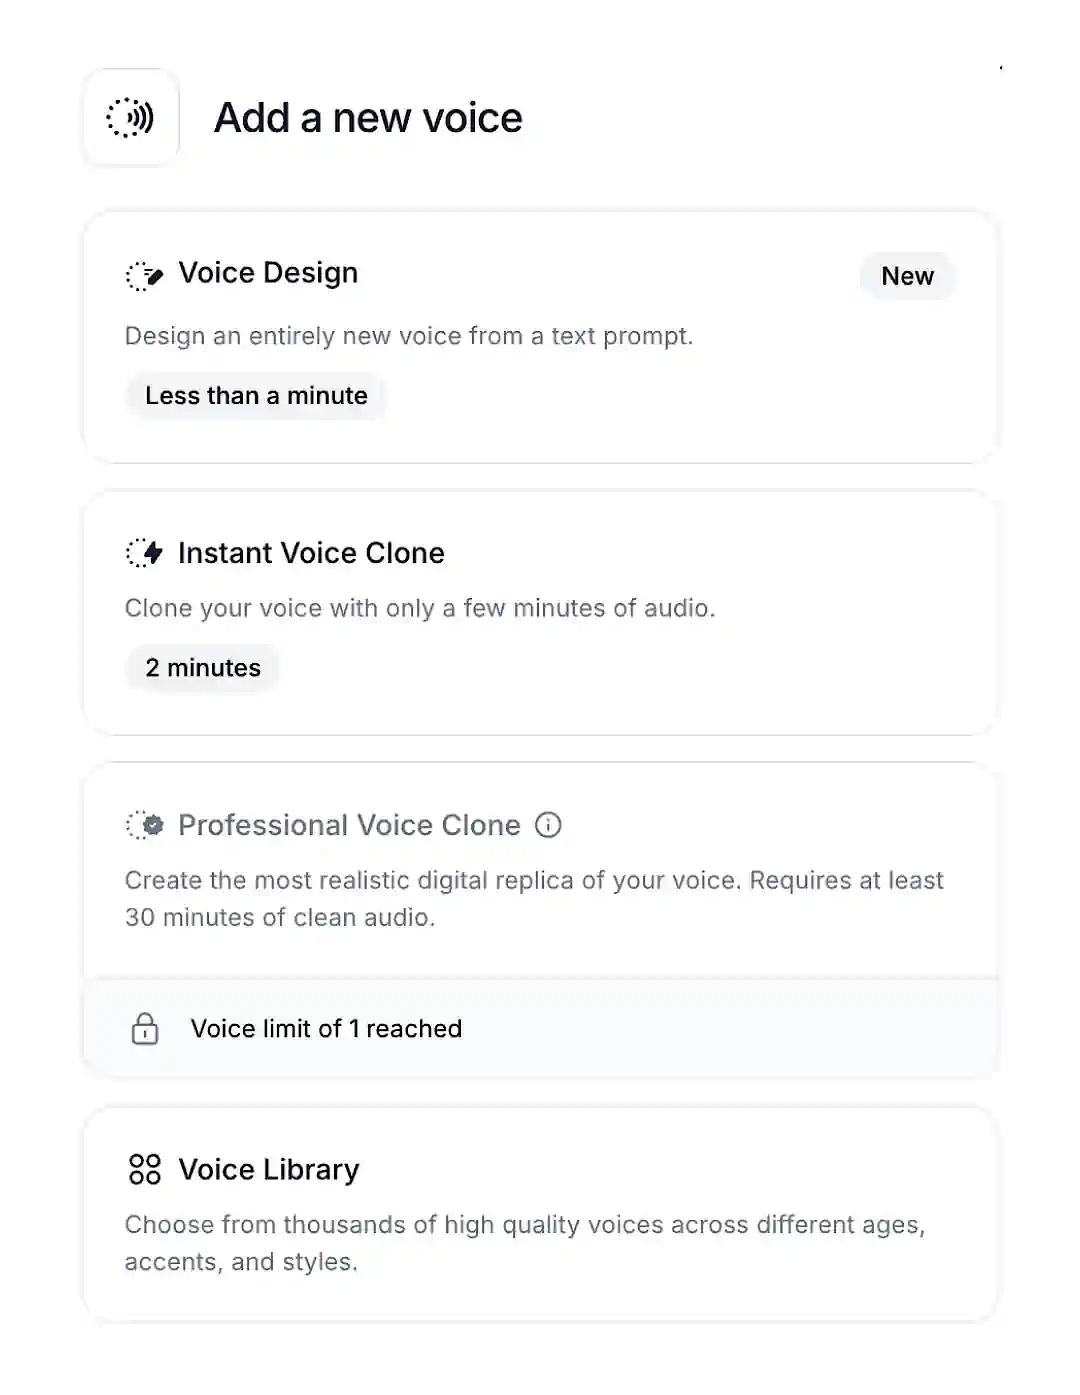 Add a new voice
Voice Design
New
Design an entirely new voice from a text prompt.
Less than a minute
Instant Voice Clone
Clone your voice with only a few minutes of audio.
2 minutes
Professional Voice Clone
Create the most realistic digital replica of your voice. Requires at least
30 minutes of clean audio.
Voice limit of 1 reached
Voice Library
Choose from thousands of high quality voices across different ages,
accents, and styles.